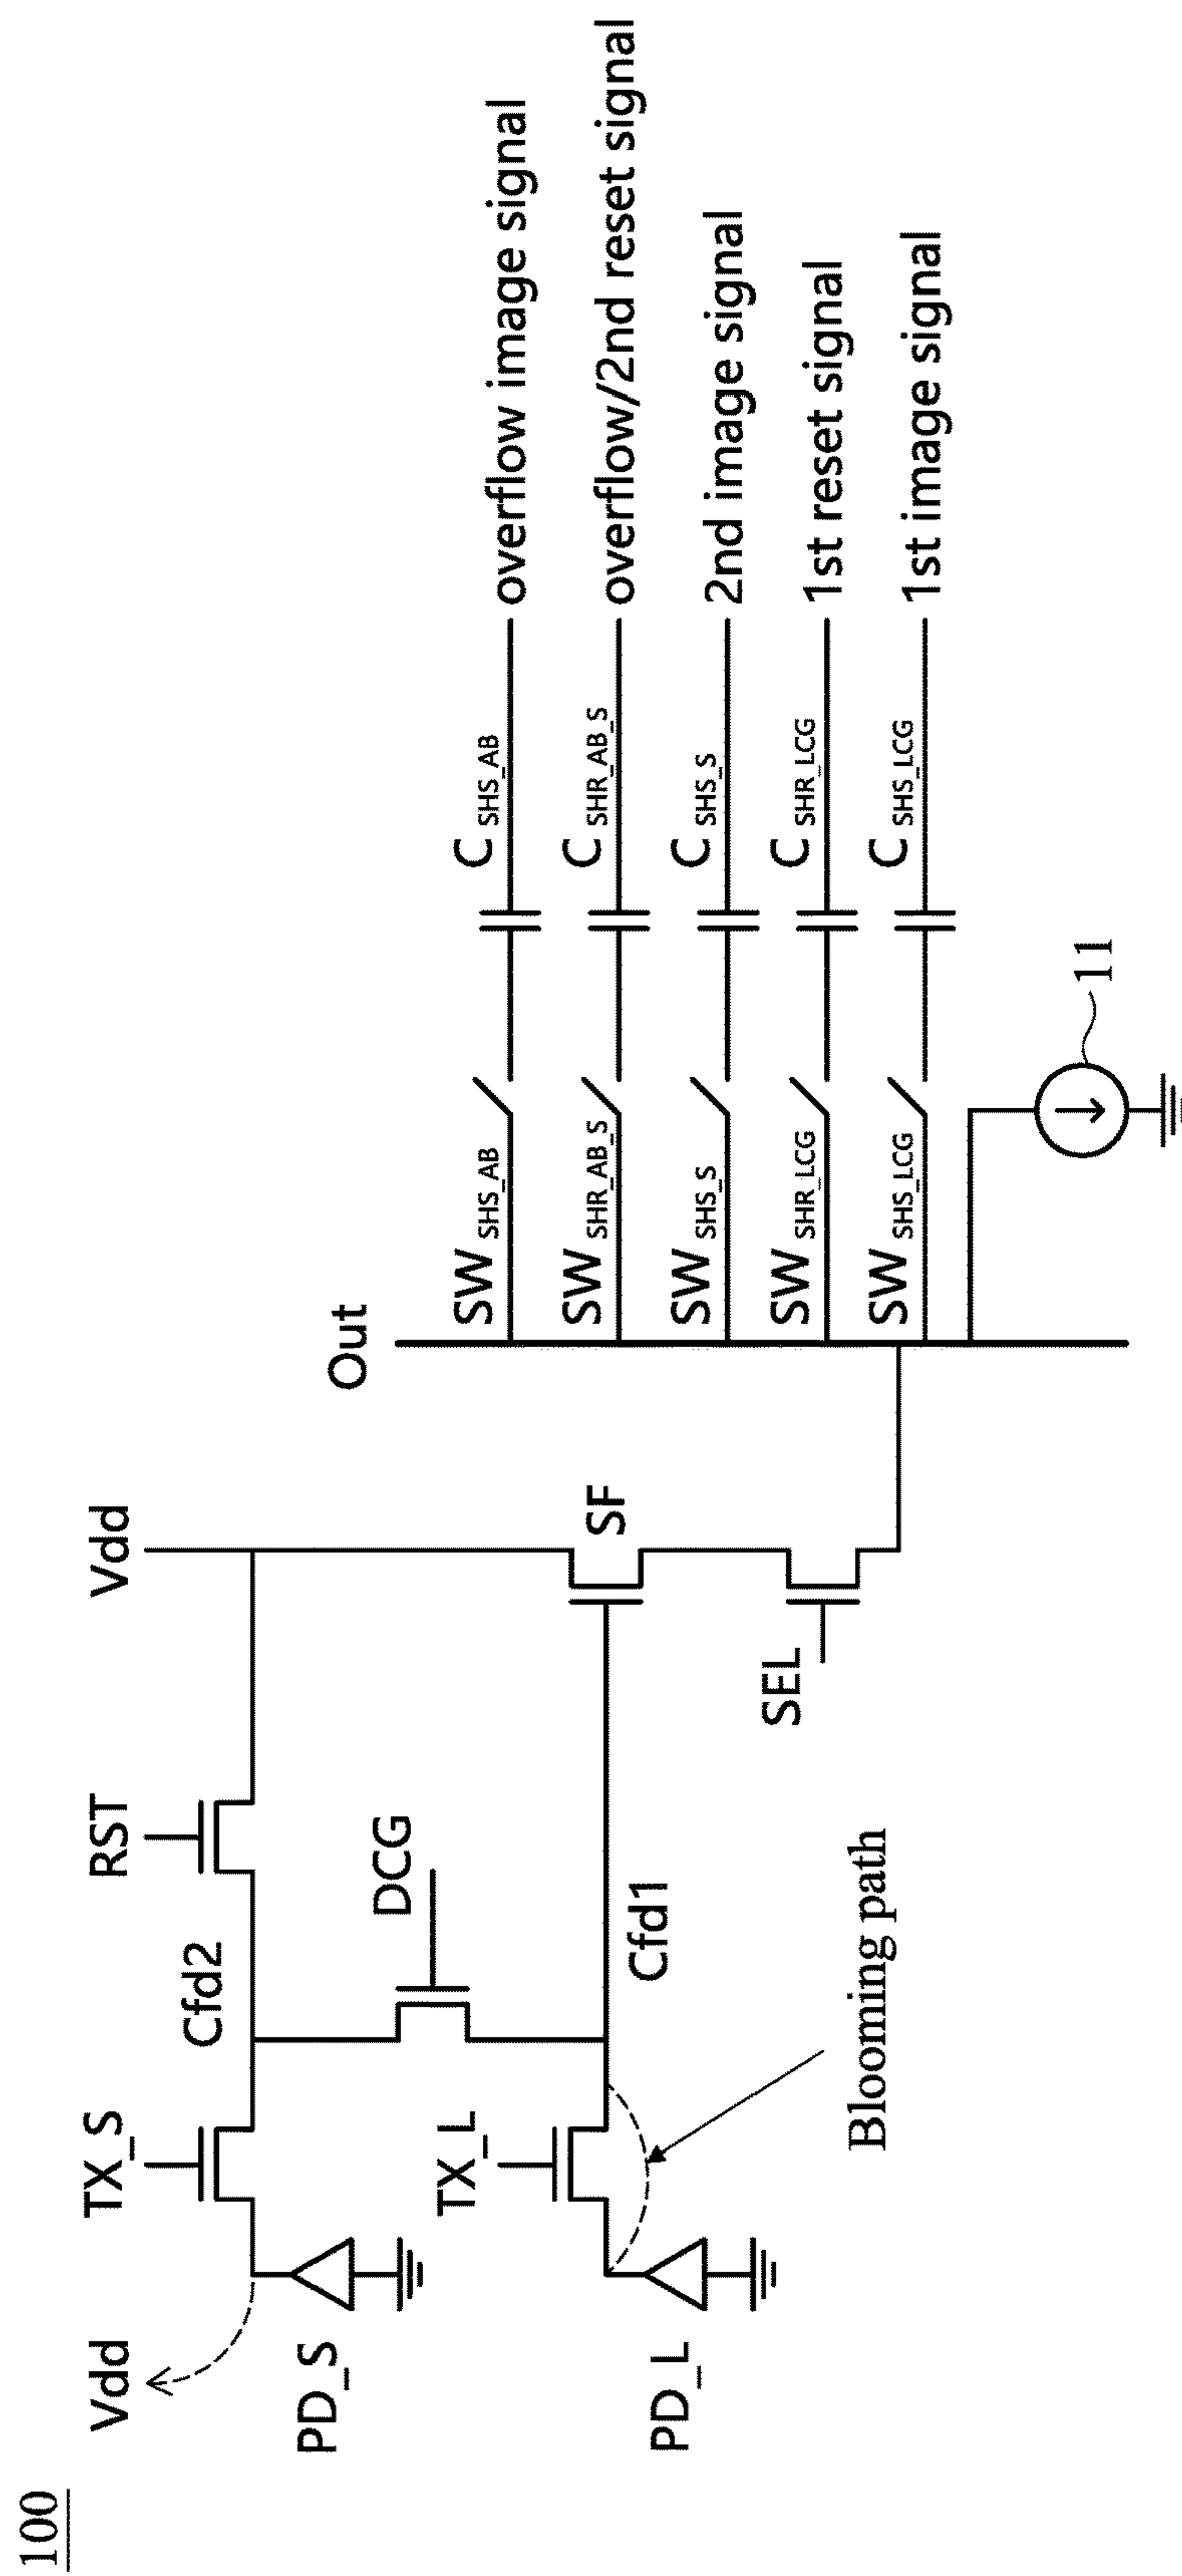 100
Vdd
PD_S
TX_S
Cfd2
RST
Vdd
PD_L
TX_L
DCG
Cfd1
Blooming path
SF
SEL
Out
SW SHS_AB
C SHS_AB
overflow image signal
SW SHR_AB_S
C SHR_AB_S
overflow/2nd reset signal
SW SHS_S
C SHS_S
2nd image signal
SW SHR_LCG
C SHR_LCG
1st reset signal
SW SHS_LCG
C SHS_LCG
1st image signal
11